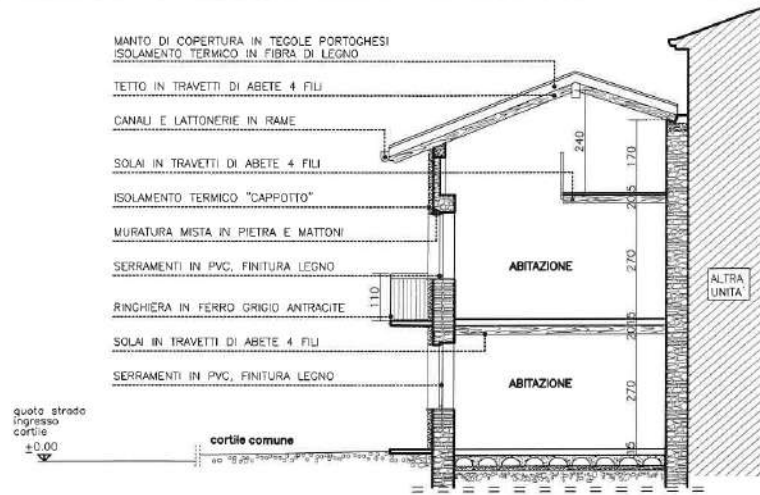 MANTO DI COPERTURA IN TEGOLE PORTOGHESI
ISOLAMENTO TERMICO IN FIBRA DI LEGNO
TETTO IN TRAVETTI DI ABETE 4 FILI
CANALI E LATTONERIE IN RAME
SOLAI IN TRAVETTI DI ABETE 4 FILI
ISOLAMENTO TERMICO "CAPPOTTO"
MURATURA MISTA IN PIETRA E MATTONI
SERRAMENTI IN PVC, FINITURA LEGNO
RINGHIERA IN FERRO GRIGIO ANTRACITE
SOLAI IN TRAVETTI DI ABETE 4 FILI
SERRAMENTI IN PVC, FINITURA LEGNO
quota strada
ingresso
cortile
±0.00
cortile comune
110
240
170
ABITAZIONE
270
ABITAZIONE
270
ALTRA
UNITA'